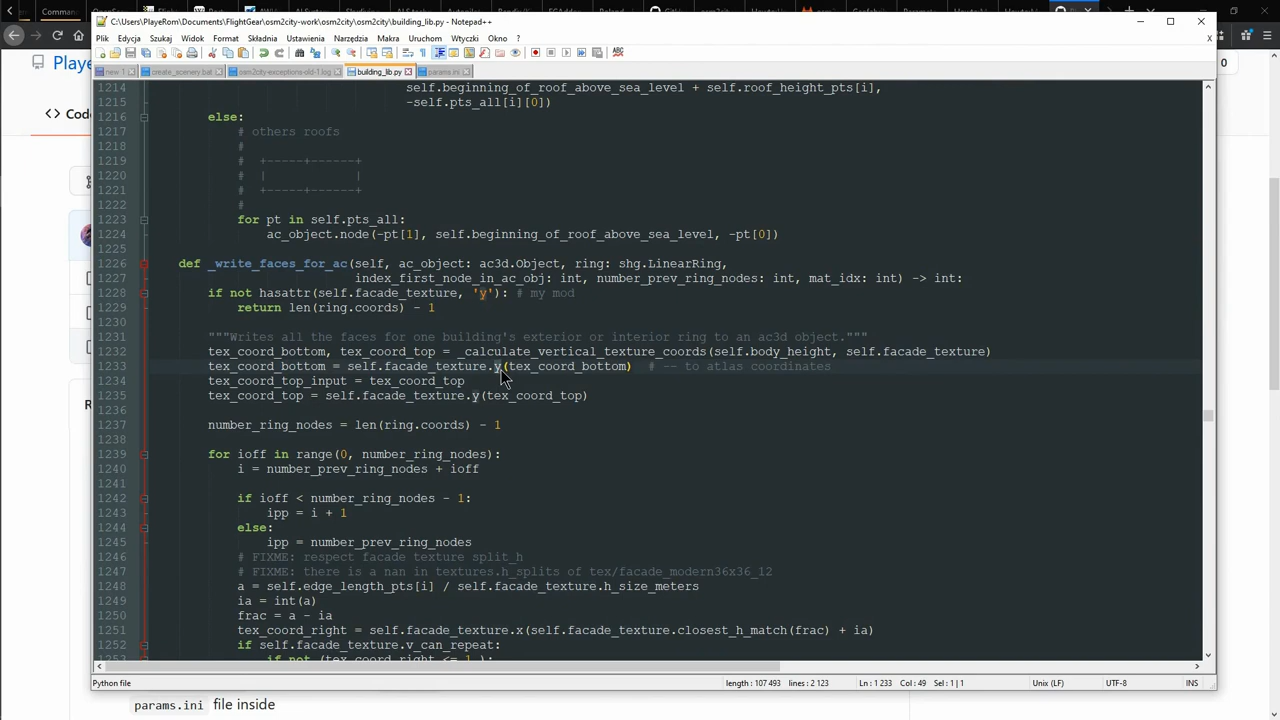 Comman
C:\Users\PlayeRom\Documents\FlightGear\osm2city-work\osm2city\osm2city\building_lib.py - Notepad++
Plik Edycja Szukaj Widok Format Składnia Ustawienia Narzędzia Makra Uruchom Wtyczki Okno ? X
new 1 create_scenery.bat osm2city-exceptions-old-1.log building_lib.py params.ini
Playe
0
<> Cod
R
1214 self.beginning_of_roof_above_sea_level + self.roof_height_pts[i],
1215 -self.pts_all[i][0])
1216 else:
1217 # others roofs
1218 #
1219 # +-----+------+
1220 # | |
1221 # +-----+------+
1222 #
1223 for pt in self.pts_all:
1224 ac_object.node(-pt[1], self.beginning_of_roof_above_sea_level, -pt[0])
1225
1226 def _write_faces_for_ac(self, ac_object: ac3d.Object, ring: shg.LinearRing,
1227 index_first_node_in_ac_obj: int, number_prev_ring_nodes: int, mat_idx: int) -> int:
1228 if not hasattr(self.facade_texture, 'y'): # my mod
1229 return len(ring.coords) - 1
1230
1231 """Writes all the faces for one building's exterior or interior ring to an ac3d object."""
1232 tex_coord_bottom, tex_coord_top = _calculate_vertical_texture_coords(self.body_height, self.facade_texture)
1233 tex_coord_bottom = self.facade_texture.y(tex_coord_bottom) # -- to atlas coordinates
1234 tex_coord_top_input = tex_coord_top
1235 tex_coord_top = self.facade_texture.y(tex_coord_top)
1236
1237 number_ring_nodes = len(ring.coords) - 1
1238
1239 for ioff in range(0, number_ring_nodes):
1240 i = number_prev_ring_nodes + ioff
1241
1242 if ioff < number_ring_nodes - 1:
1243 ipp = i + 1
1244 else:
1245 ipp = number_prev_ring_nodes
1246 # FIXME: respect facade texture split_h
1247 # FIXME: there is a nan in textures.h_splits of tex/facade_modern36x36_12
1248 a = self.edge_length_pts[i] / self.facade_texture.h_size_meters
1249 ia = int(a)
1250 frac = a - ia
1251 tex_coord_right = self.facade_texture.x(self.facade_texture.closest_h_match(frac) + ia)
1252 if self.facade_texture.v_can_repeat:
1253 if not (tex_coord_right <= 1.):
Python file length : 107 493 lines : 2 123 Ln : 1 233 Col : 49 Sel : 1 | 1 Unix (LF) UTF-8 INS
params.ini file inside